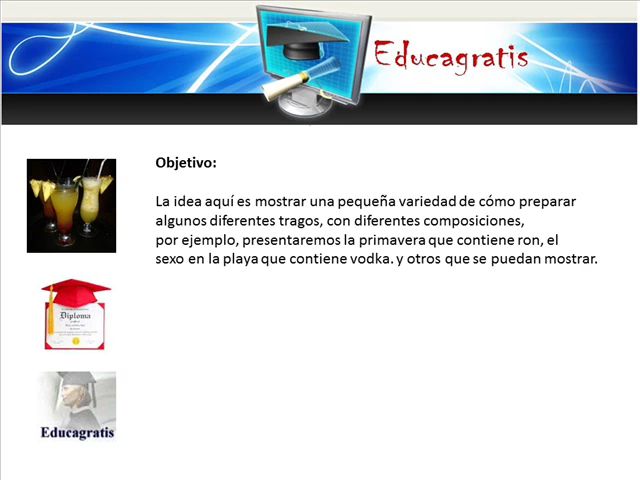 Educagratis
Objetivo:
La idea aquí es mostrar una pequeña variedad de cómo preparar
algunos diferentes tragos, con diferentes composiciones,
por ejemplo, presentaremos la primavera que contiene ron, el
sexo en la playa que contiene vodka. y otros que se puedan mostrar.
Diploma
Educagratis